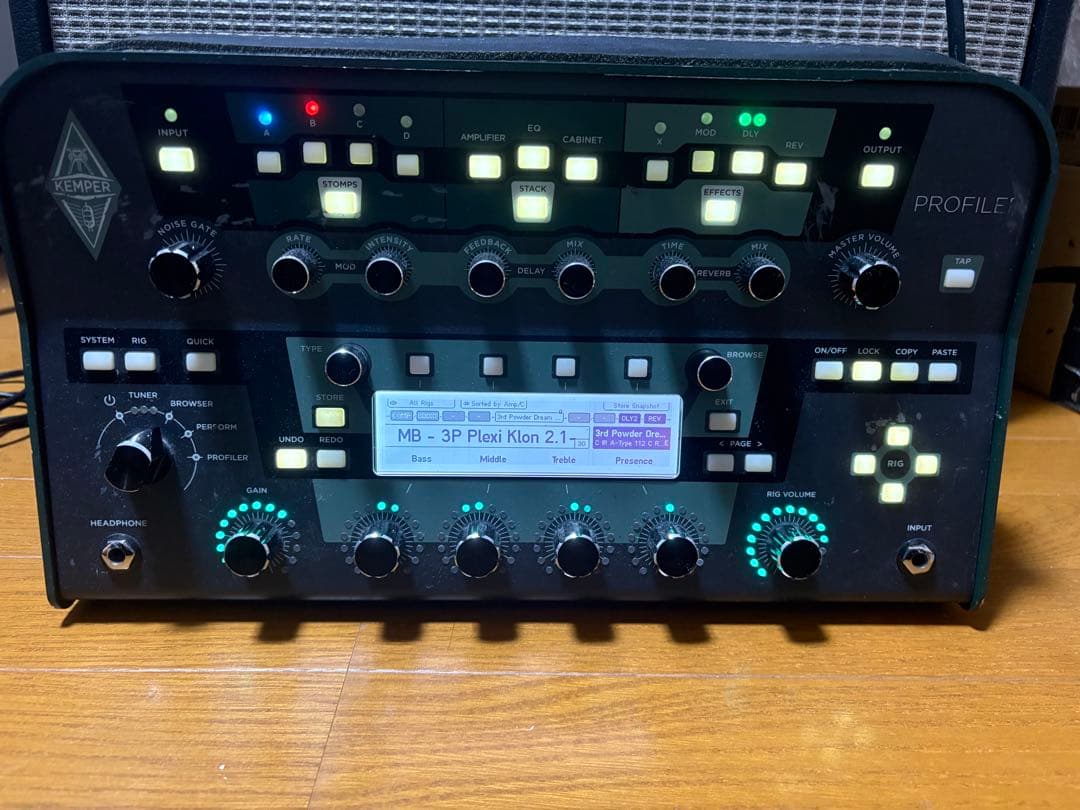 KEMPER
PROFILER
INPUT
A
B
C
D
AMPLIFIER
EQ
CABINET
X
MOD
DLY
REV
OUTPUT
STOMPS
STACK
EFFECTS
NOISE GATE
RATE
MOD
INTENSITY
FEEDBACK
DELAY
MIX
TIME
REVERB
MIX
MASTER VOLUME
TAP
SYSTEM
RIG
QUICK
TYPE
BROWSE
ON/OFF
LOCK
COPY
PASTE
STORE
EXIT
UNDO
REDO
< PAGE >
All Rigs
Sorted by Amp/C
Store Snapshot
3rd Powder Dream ...
DLY2
REV
MB - 3P Plexi Klon 2.1-
30
3rd Powder Dre...
Bass
Middle
Treble
Presence
TUNER
BROWSER
PERFORM
PROFILER
RIG
HEADPHONE
GAIN
RIG VOLUME
INPUT